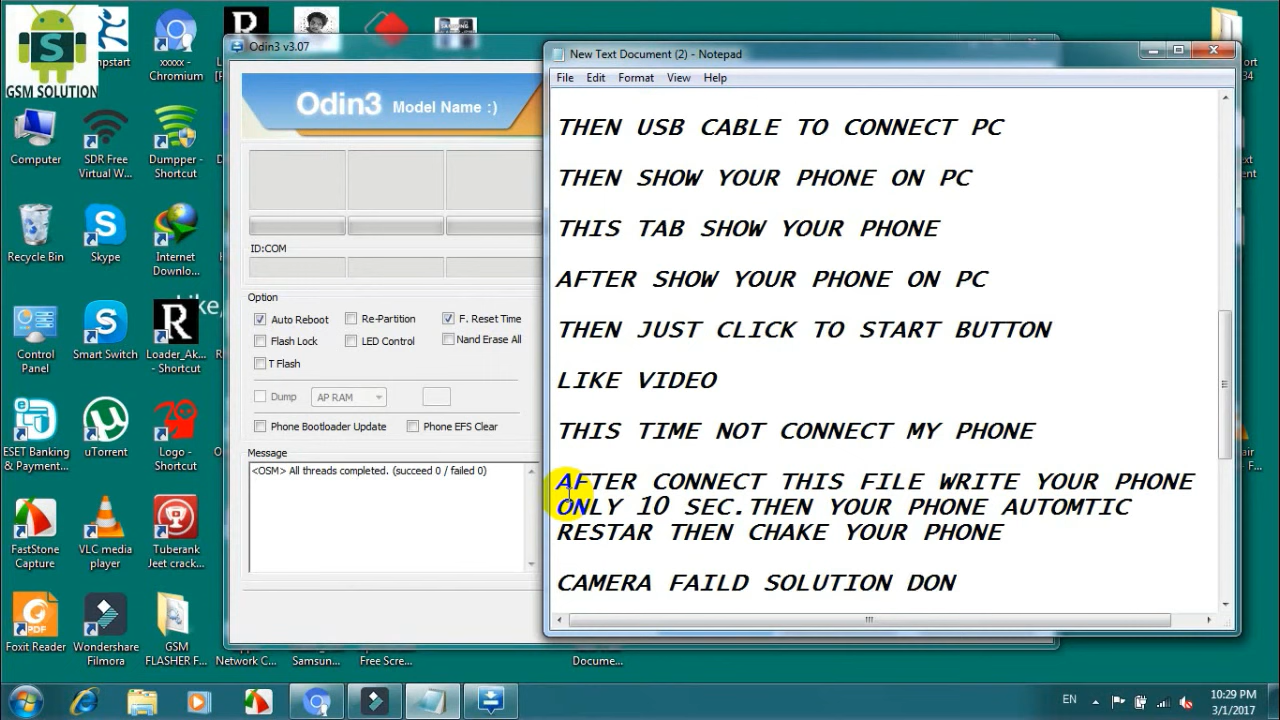 GSM SOLUTION
Jumpstart
xxxxx -
Chromium
Computer
SDR Free
Virtual W...
Dumpper -
Shortcut
Recycle Bin
Skype
Internet
Downlo...
Like,
Control
Panel
Smart Switch
Loader_Ak...
- Shortcut
ESET Banking
& Payment...
uTorrent
Logo -
Shortcut
FastStone
Capture
VLC media
player
Tuberank
Jeet crack...
Foxit Reader
Wondershare
Filmora
GSM
FLASHER F...
Network C...
Samsun...
Free Scre...
Docume...
Odin3 v3.07
Odin3 Model Name :)
ID:COM
Option
Auto Reboot
Re-Partition
F. Reset Time
Flash Lock
LED Control
Nand Erase All
T Flash
Dump
AP RAM
Phone Bootloader Update
Phone EFS Clear
Message
<OSM> All threads completed. (succeed 0 / failed 0)
New Text Document (2) - Notepad
File Edit Format View Help
THEN USB CABLE TO CONNECT PC
THEN SHOW YOUR PHONE ON PC
THIS TAB SHOW YOUR PHONE
AFTER SHOW YOUR PHONE ON PC
THEN JUST CLICK TO START BUTTON
LIKE VIDEO
THIS TIME NOT CONNECT MY PHONE
AFTER CONNECT THIS FILE WRITE YOUR PHONE
ONLY 10 SEC.THEN YOUR PHONE AUTOMTIC
RESTAR THEN CHAKE YOUR PHONE
CAMERA FAILD SOLUTION DON
EN
10:29 PM
3/1/2017